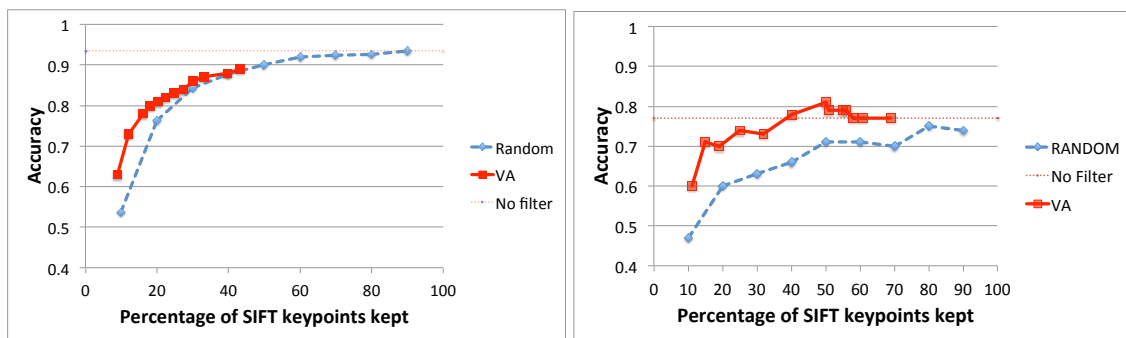 1
0.9
0.8
0.7
0.6
0.5
0.4
Accuracy
0 20 40 60 80 100
Percentage of SIFT keypoints kept
Random
VA
No filter
1
0.9
0.8
0.7
0.6
0.5
0.4
Accuracy
0 10 20 30 40 50 60 70 80 90 100
Percentage of SIFT keypoints kept
RANDOM
No Filter
VA